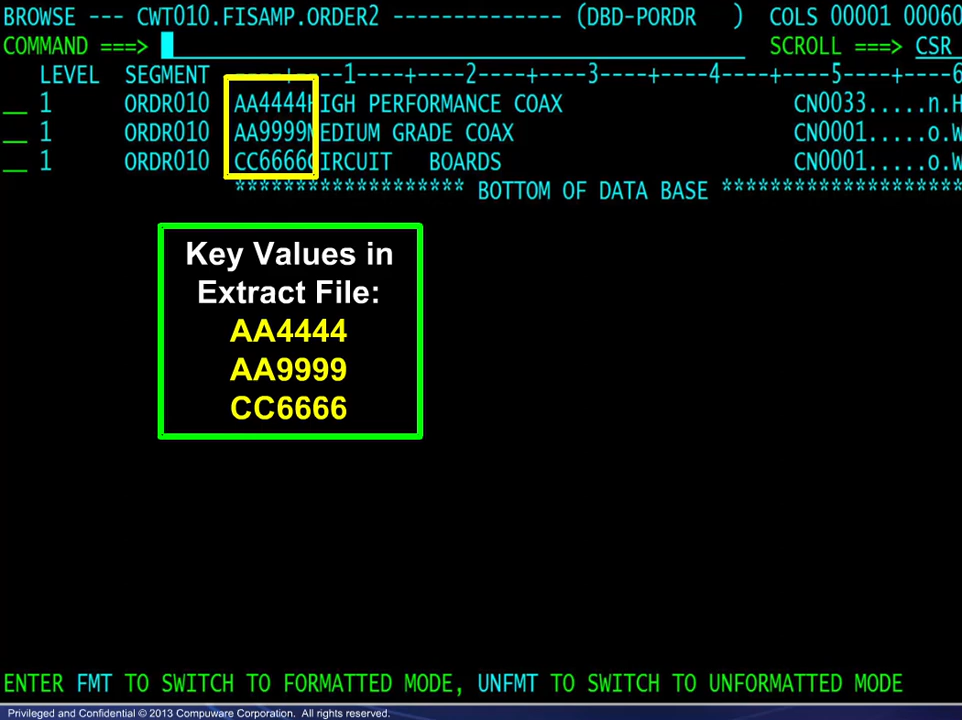 BROWSE --- CWT010.FISAMP.ORDER2 -------------- (DBD-PORDR   )  COLS 00001 00060
COMMAND ===>                                                  SCROLL ===> CSR
LEVEL  SEGMENT  ----+----1----+----2----+----3----+----4----+----5----+----6
__ 1      ORDR010  AA4444HIGH PERFORMANCE COAX                   CN0033.....n.H
__ 1      ORDR010  AA9999MEDIUM GRADE COAX                       CN0001.....o.W
__ 1      ORDR010  CC6666CIRCUIT   BOARDS                        CN0001.....o.W
******************* BOTTOM OF DATA BASE ********************
Key Values in
Extract File:
AA4444
AA9999
CC6666
ENTER FMT TO SWITCH TO FORMATTED MODE, UNFMT TO SWITCH TO UNFORMATTED MODE
Privileged and Confidential © 2013 Compuware Corporation. All rights reserved.